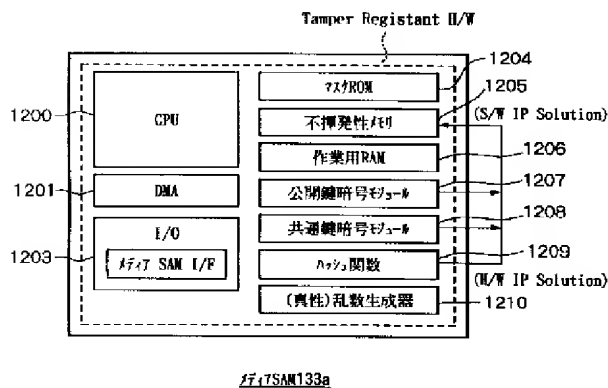 Tamper Registant H/W
1204
マスクROM
1205
1200
CPU
不揮発性メモリ
(S/W IP Solution)
作業用RAM
1206
1201
DMA
公開鍵暗号モジュール
1207
I/O
共通鍵暗号モジュール
1208
1203
メディア SAM I/F
ハッシュ関数
1209
(H/W IP Solution)
(真性)乱数生成器
1210
メディアSAM133a